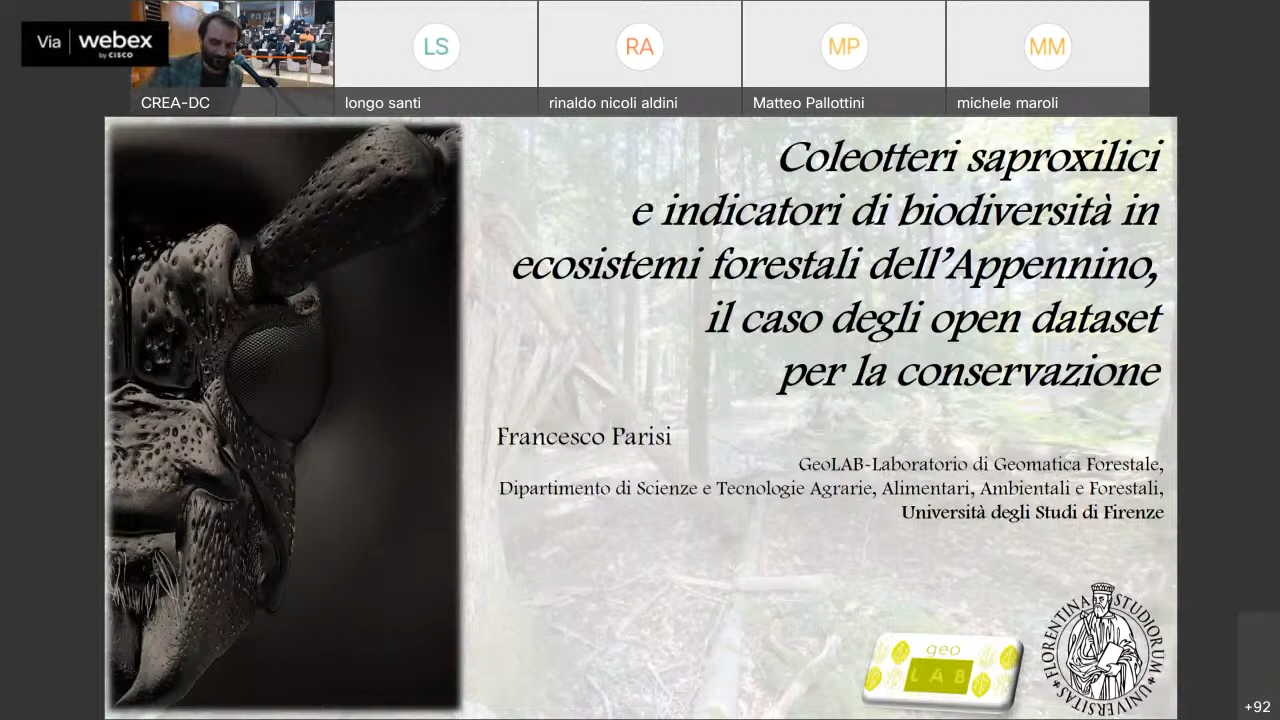 Via webex
by CISCO
LS
RA
MP
MM
CREA-DC
longo santi
rinaldo nicoli aldini
Matteo Pallottini
michele maroli
Coleotteri saproxilici
e indicatori di biodiversità in
ecosistemi forestali dell'Appennino,
il caso degli open dataset
per la conservazione
Francesco Parisi
GeoLAB-Laboratorio di Geomatica Forestale,
Dipartimento di Scienze e Tecnologie Agrarie, Alimentari, Ambientali e Forestali,
Università degli Studi di Firenze
geo
LAB
FLORENTINA STUDIORUM UNIVERSITAS
+92